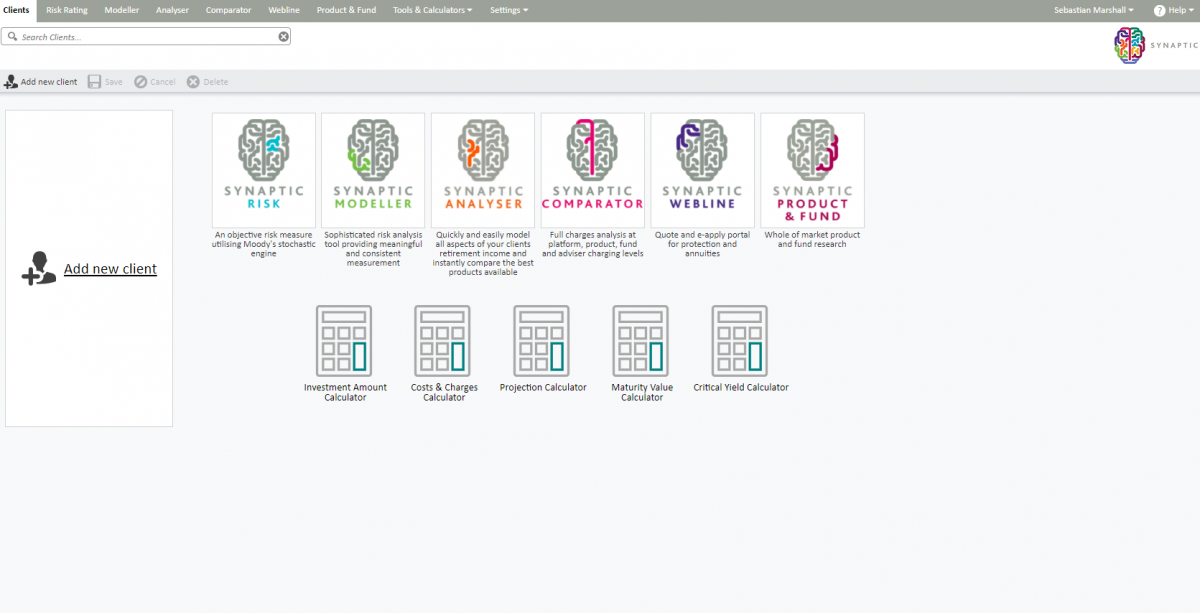 Clients Risk Rating Modeller Analyser Comparator Webline Product & Fund Tools & Calculators Settings Sebastian Marshall ? Help
Search Clients...
SYNAPTIC
Add new client Save Cancel Delete
Add new client
SYNAPTIC
RISK
An objective risk measure
utilising Moody's stochastic
engine
SYNAPTIC
MODELLER
Sophisticated risk analysis
tool providing meaningful
and consistent
measurement
SYNAPTIC
ANALYSER
Quickly and easily model
all aspects of your clients
retirement income and
instantly compare the best
products available
SYNAPTIC
COMPARATOR
Full charges analysis at
platform, product, fund
and adviser charging levels
SYNAPTIC
WEBLINE
Quote and e-apply portal
for protection and
annuities
SYNAPTIC
PRODUCT
& FUND
Whole of market product
and fund research
Investment Amount
Calculator
Costs & Charges
Calculator
Projection Calculator
Maturity Value
Calculator
Critical Yield Calculator